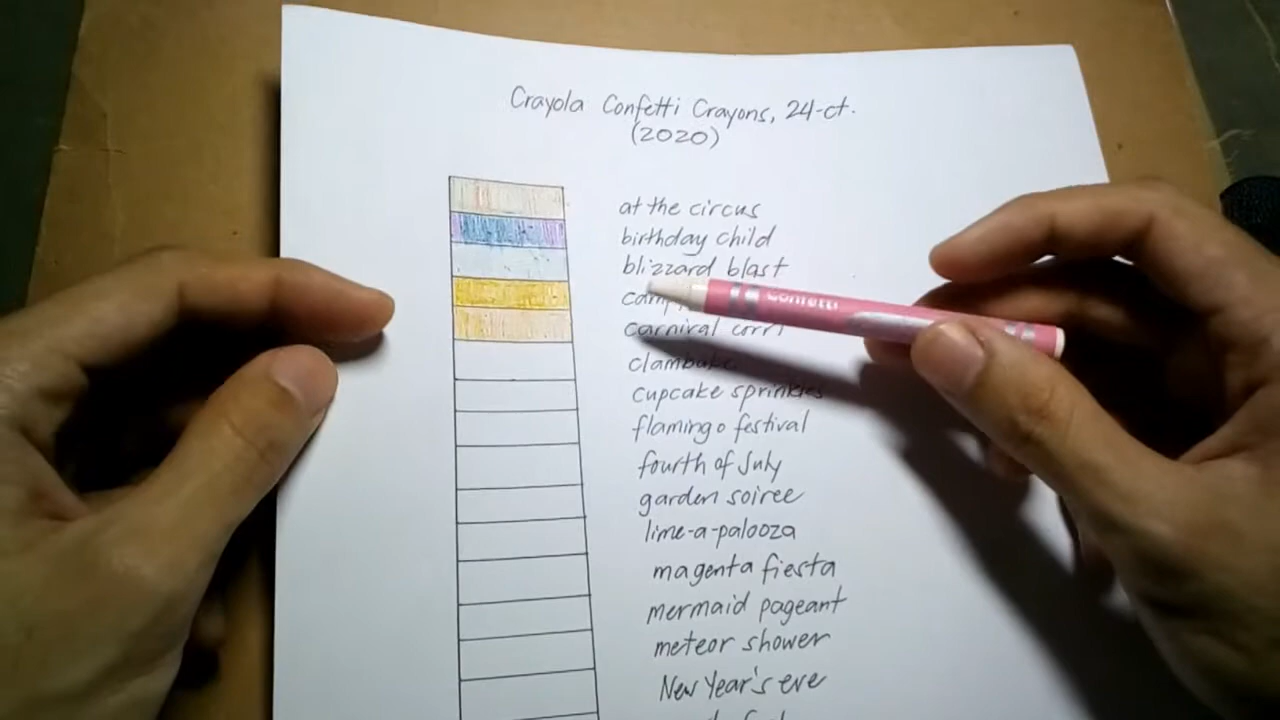 Crayola Confetti Crayons, 24-ct.
(2020)
at the circus
birthday child
blizzard blast
carnival corn
clambake
cupcake sprinkles
flamingo festival
fourth of July
garden soiree
lime-a-palooza
magenta fiesta
mermaid pageant
meteor shower
New Year's eve
Confetti